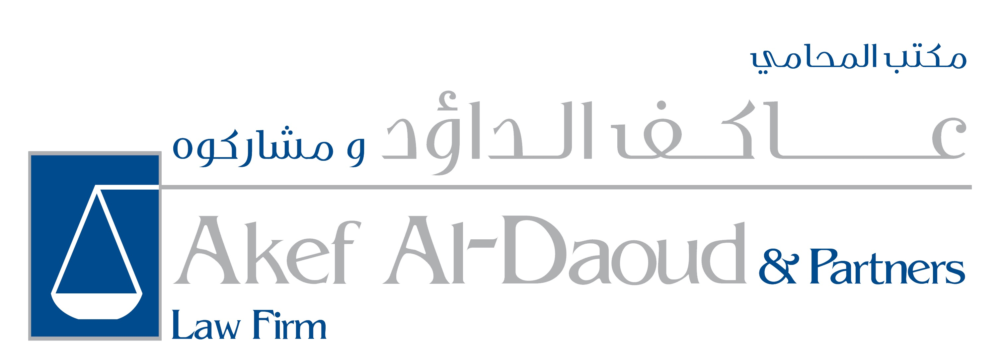 مكتب المحامي
عاكف الداؤد و مشاركوه
Akef Al-Daoud & Partners
Law Firm